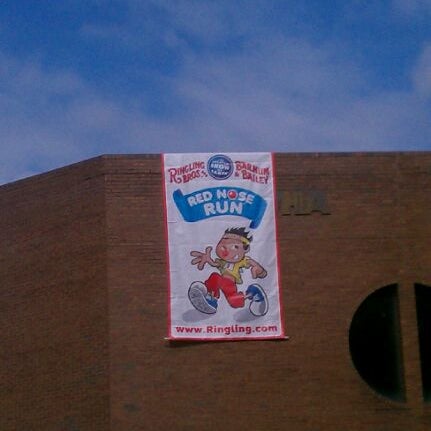 RINGLING BROS. BARNUM & BAILEY
RED NOSE
RUN
www.Ringling.com